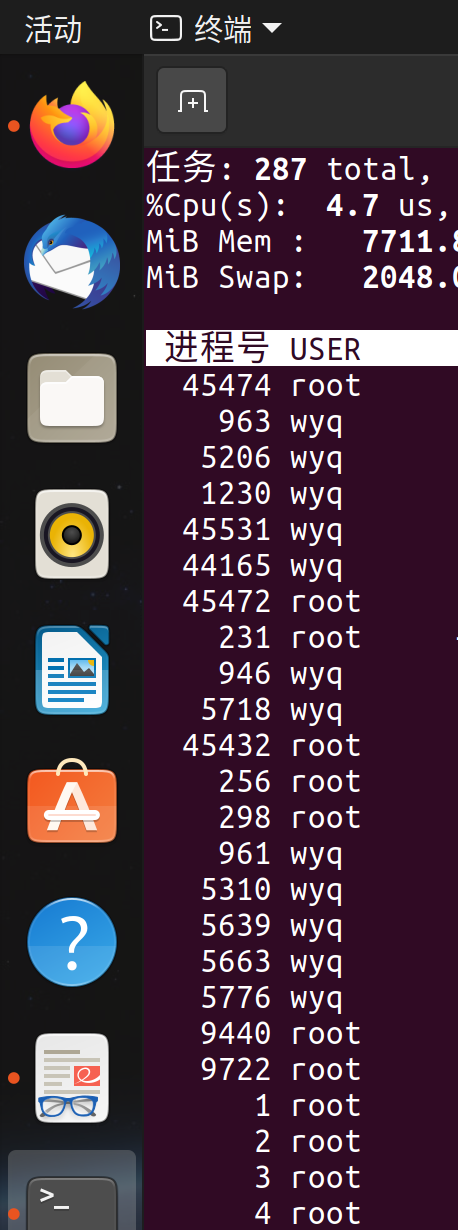 活动
终端
任务: 287 total,
%Cpu(s): 4.7 us,
MiB Mem : 7711.8
MiB Swap: 2048.0
进程号 USER
45474 root
963 wyq
5206 wyq
1230 wyq
45531 wyq
44165 wyq
45472 root
231 root
946 wyq
5718 wyq
45432 root
256 root
298 root
961 wyq
5310 wyq
5639 wyq
5663 wyq
5776 wyq
9440 root
9722 root
1 root
2 root
3 root
4 root